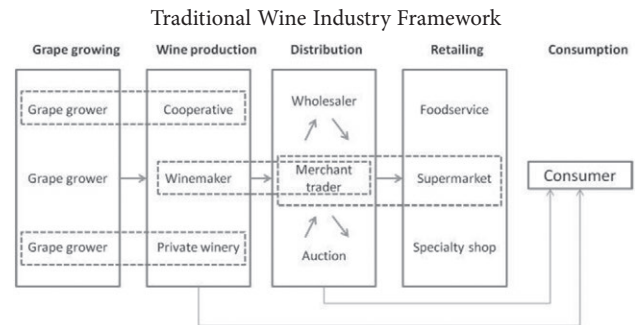 Traditional Wine Industry Framework
Grape growing Wine production Distribution Retailing Consumption
Grape grower Cooperative Wholesaler Foodservice
Grape grower Winemaker Merchant trader Supermarket Consumer
Grape grower Private winery Auction Specialty shop